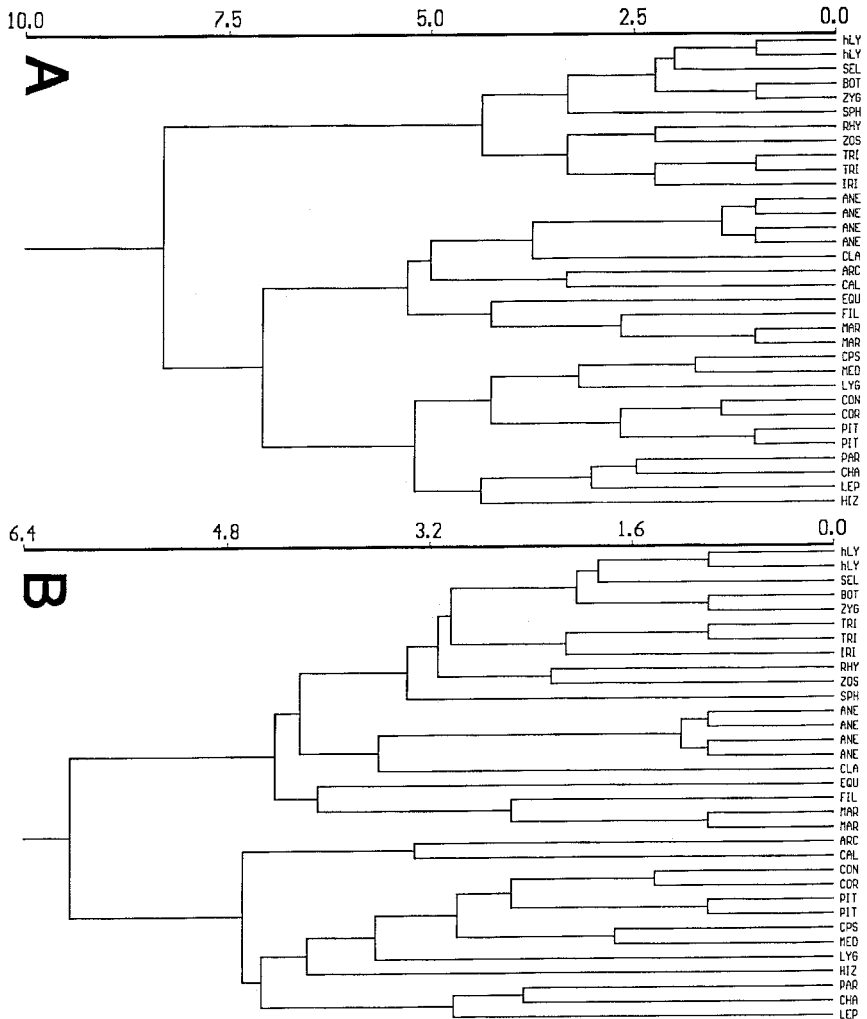 10.0 7.5 5.0 2.5 0.0
A
hLY
hLY
SEL
BOT
ZYG
SPH
RHY
ZOS
TRI
TRI
IRI
ANE
ANE
ANE
ANE
CLA
ARC
CAL
EQU
FIL
MAR
MAR
CPS
MED
LYG
CON
COR
PIT
PIT
PAR
CHA
LEP
HIZ
6.4 4.8 3.2 1.6 0.0
B
hLY
hLY
SEL
BOT
ZYG
TRI
TRI
IRI
RHY
ZOS
SPH
ANE
ANE
ANE
ANE
CLA
EQU
FIL
MAR
MAR
ARC
CAL
CON
COR
PIT
PIT
CPS
MED
LYG
HIZ
PAR
CHA
LEP